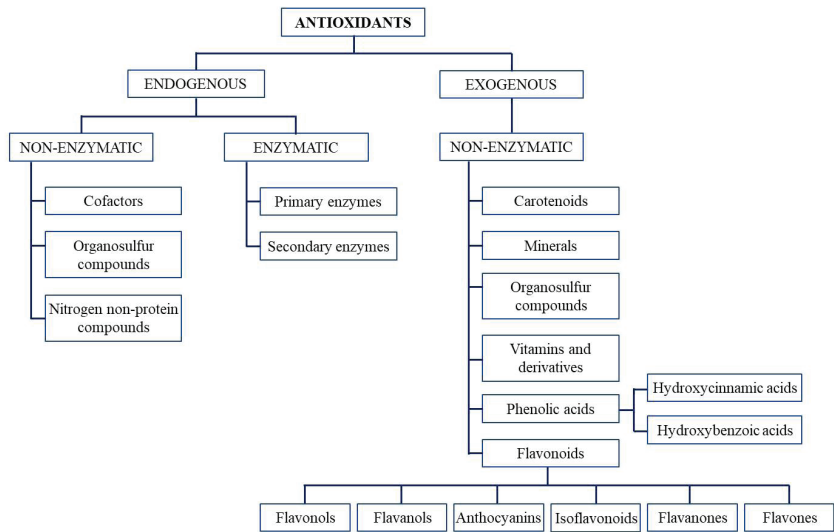 ANTIOXIDANTS
ENDOGENOUS
EXOGENOUS
NON-ENZYMATIC
ENZYMATIC
NON-ENZYMATIC
Cofactors
Organosulfur
compounds
Nitrogen non-protein
compounds
Primary enzymes
Secondary enzymes
Carotenoids
Minerals
Organosulfur
compounds
Vitamins and
derivatives
Phenolic acids
Hydroxycinnamic acids
Hydroxybenzoic acids
Flavonoids
Flavonols
Flavanols
Anthocyanins
Isoflavonoids
Flavanones
Flavones